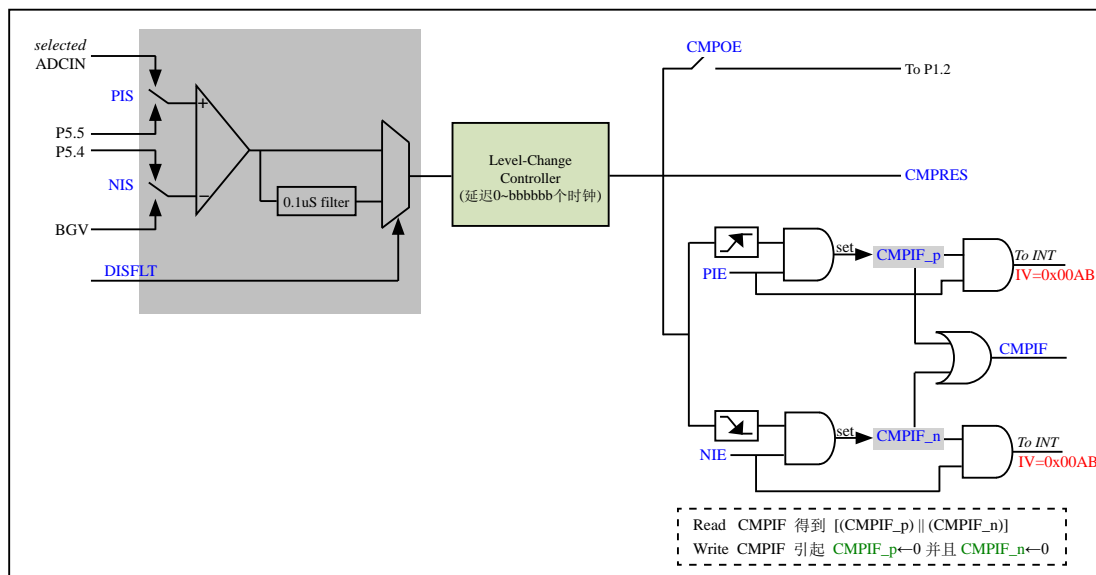 selected
ADCIN
PIS
P5.5
P5.4
NIS
BGV
DISFLT
+
−
0.1uS filter
Level-Change
Controller
(延迟0~bbbbbb个时钟)
CMPOE
To P1.2
CMPRES
PIE
set
CMPIF_p
To INT
IV=0x00AB
CMPIF
NIE
set
CMPIF_n
To INT
IV=0x00AB
Read CMPIF 得到 [(CMPIF_p) || (CMPIF_n)]
Write CMPIF 引起 CMPIF_p←0 并且 CMPIF_n←0